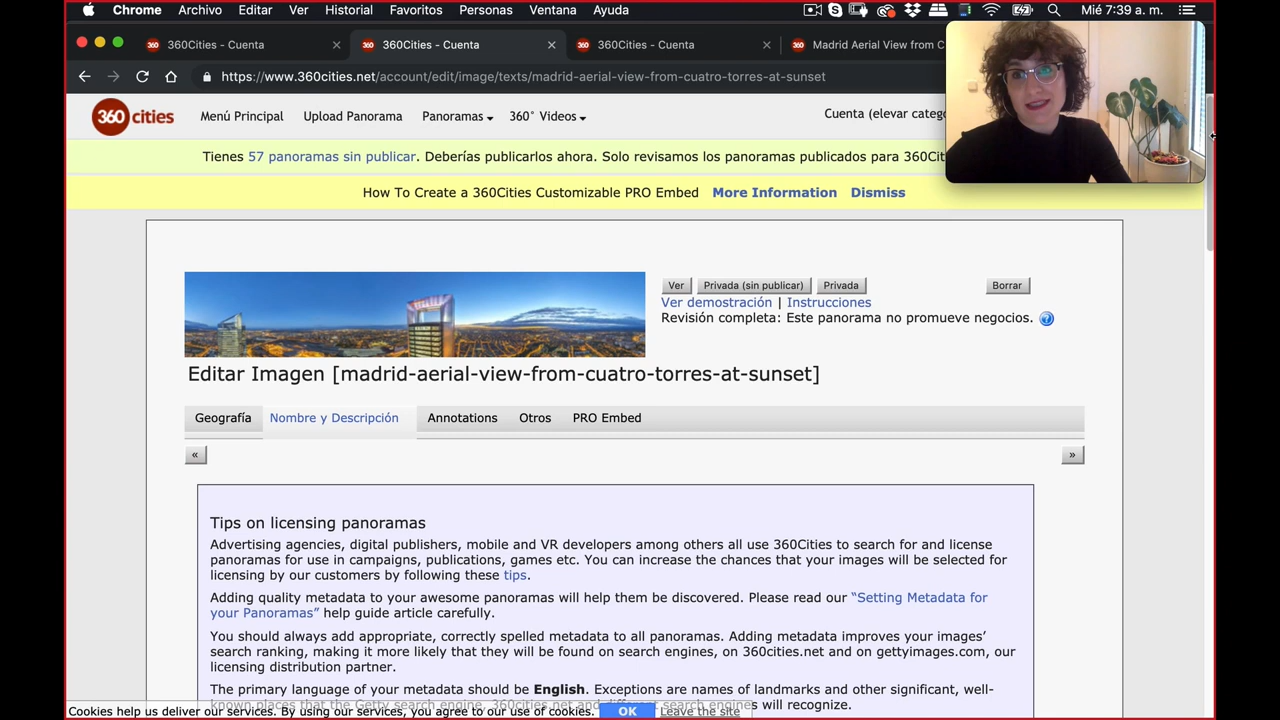 Chrome Archivo Editar Ver Historial Favoritos Personas Ventana Ayuda Mié 7:39 a. m.
360Cities - Cuenta 360Cities - Cuenta 360Cities - Cuenta Madrid Aerial View from C
https://www.360cities.net/account/edit/image/texts/madrid-aerial-view-from-cuatro-torres-at-sunset
360 cities Menú Principal Upload Panorama Panoramas 360° Videos Cuenta (elevar catego
Tienes 57 panoramas sin publicar. Deberías publicarlos ahora. Solo revisamos los panoramas publicados para 360Cit
How To Create a 360Cities Customizable PRO Embed More Information Dismiss
Ver Privada (sin publicar) Privada Borrar
Ver demostración | Instrucciones
Revisión completa: Este panorama no promueve negocios. ?
Editar Imagen [madrid-aerial-view-from-cuatro-torres-at-sunset]
Geografía Nombre y Descripción Annotations Otros PRO Embed
« »
Tips on licensing panoramas
Advertising agencies, digital publishers, mobile and VR developers among others all use 360Cities to search for and license
panoramas for use in campaigns, publications, games etc. You can increase the chances that your images will be selected for
licensing by our customers by following these tips.
Adding quality metadata to your awesome panoramas will help them be discovered. Please read our “Setting Metadata for
your Panoramas” help guide article carefully.
You should always add appropriate, correctly spelled metadata to all panoramas. Adding metadata improves your images’
search ranking, making it more likely that they will be found on search engines, on 360cities.net and on gettyimages.com, our
licensing distribution partner.
The primary language of your metadata should be English. Exceptions are names of landmarks and other significant, well-
known places that the Getty search engine, 360cities.net and different search engines will recognize.
Cookies help us deliver our services. By using our services, you agree to our use of cookies. OK Leave the site